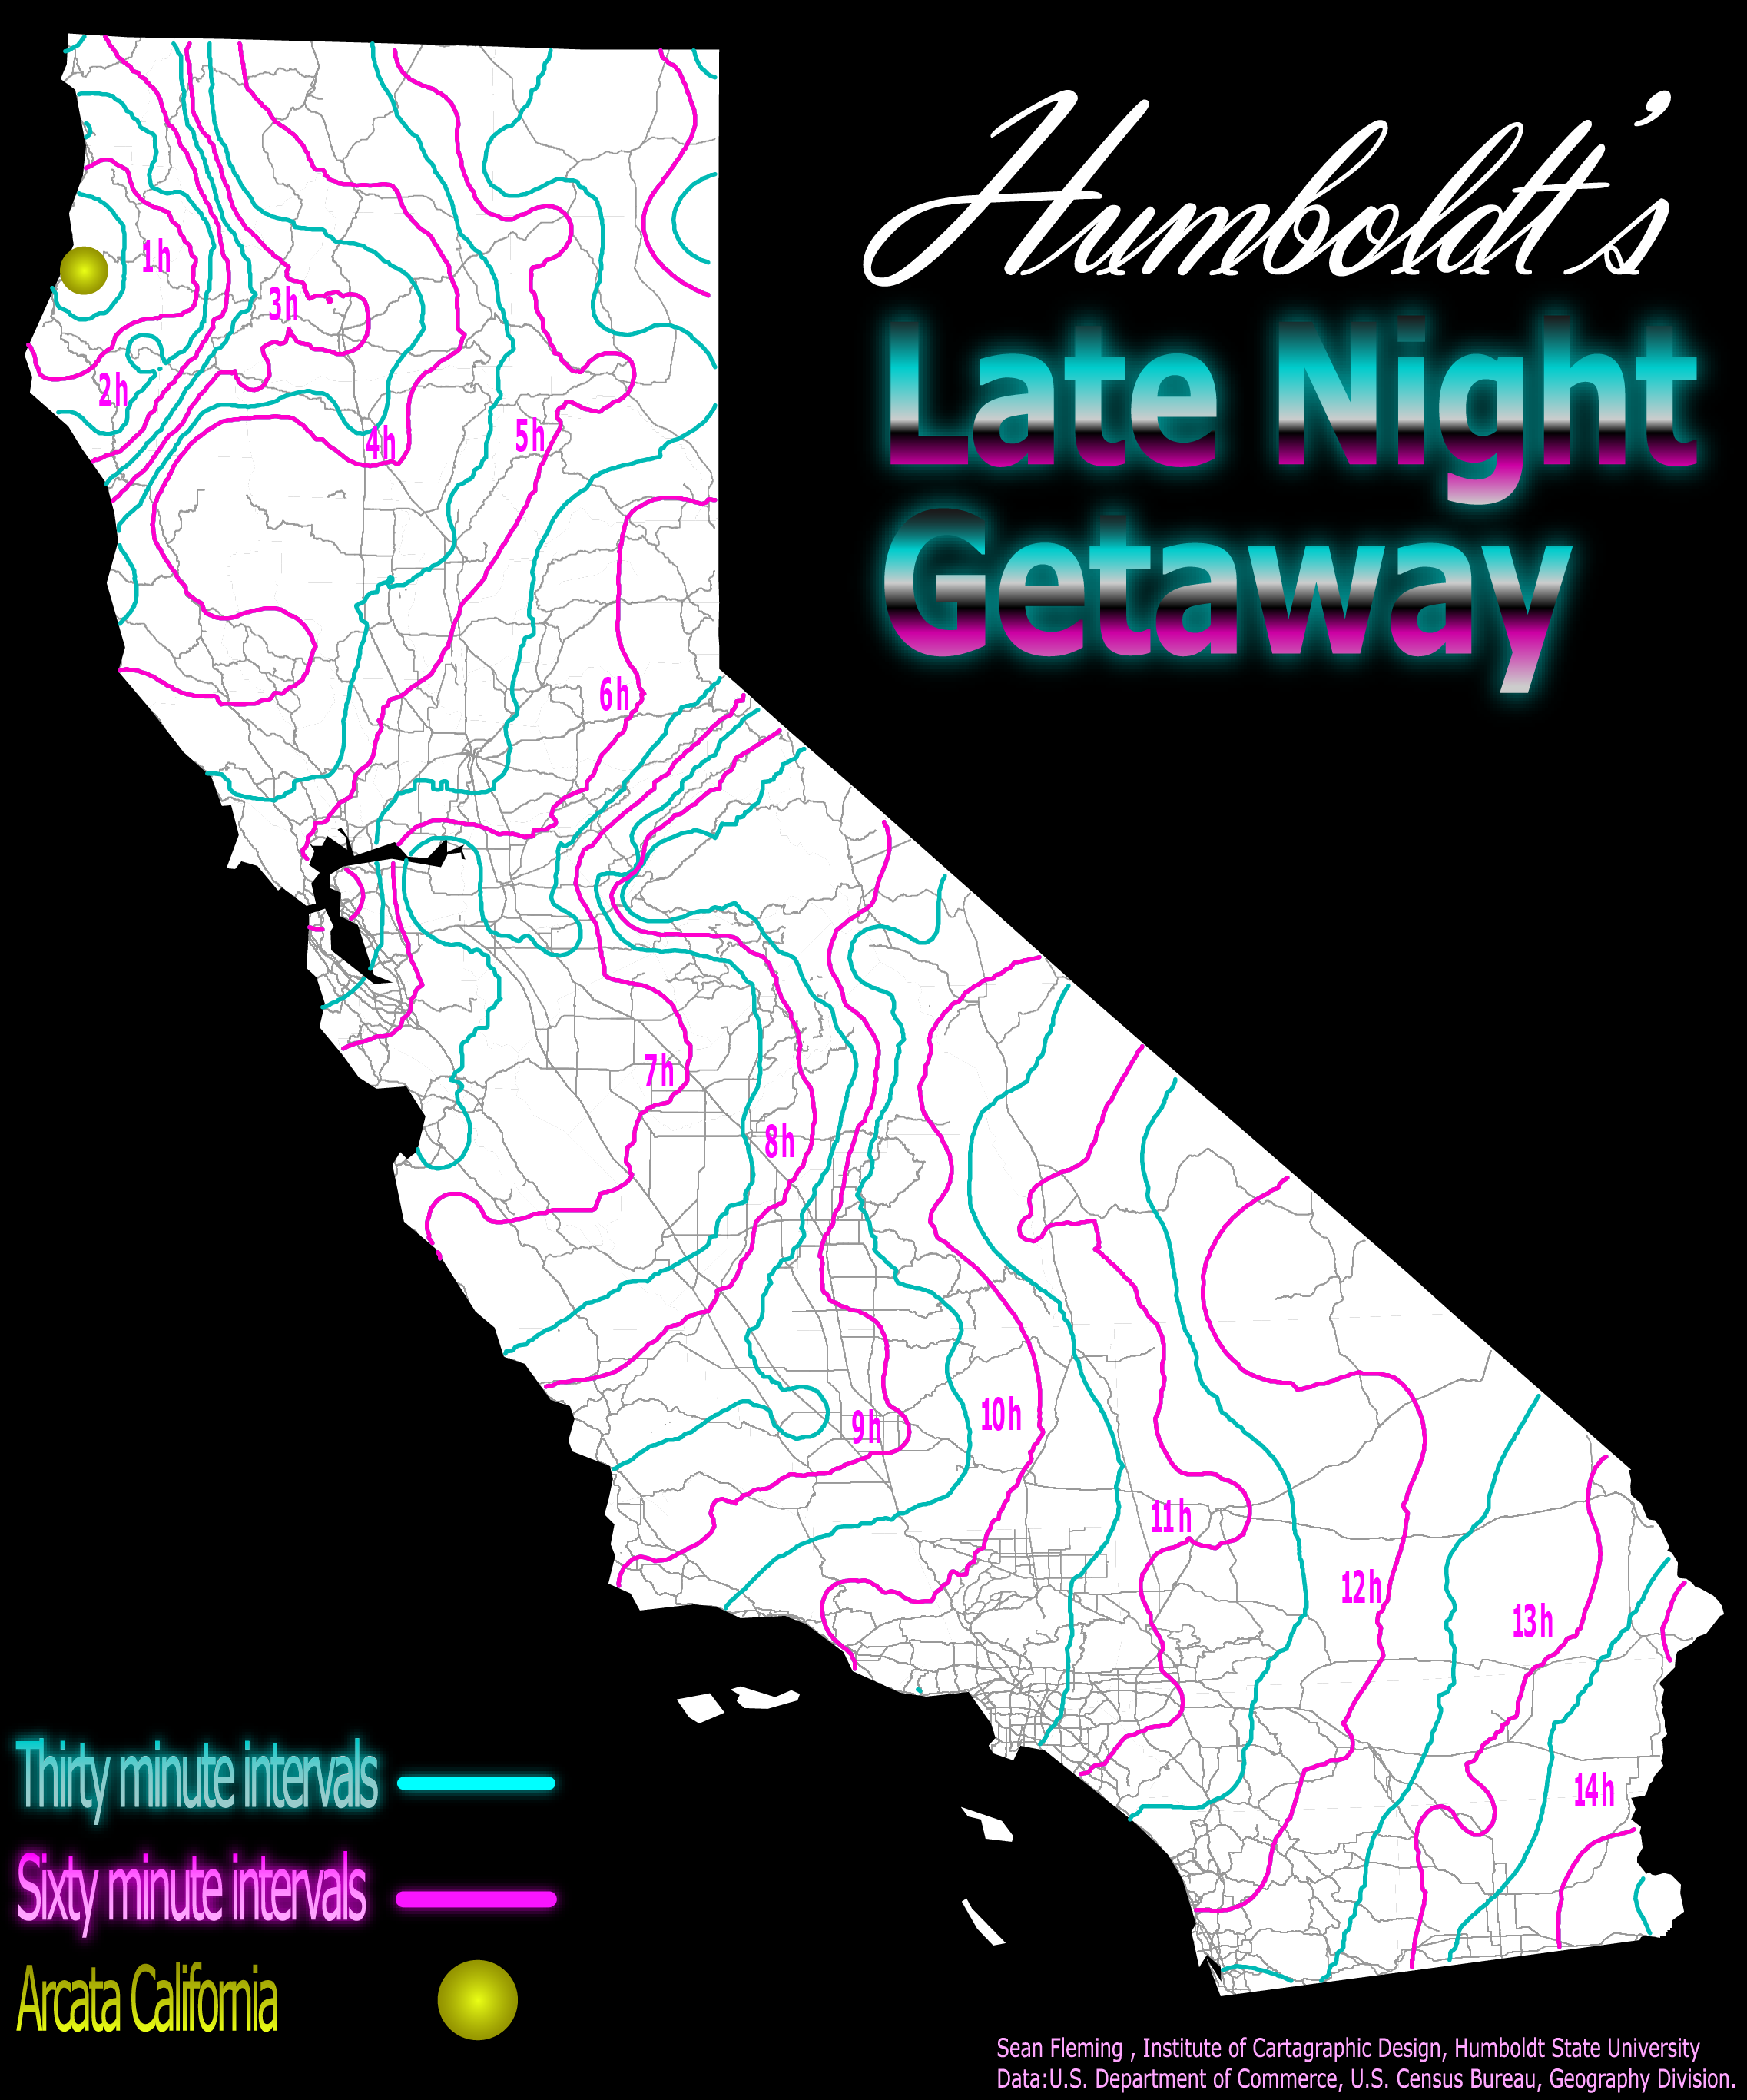 Humboldt's
Late Night
Getaway
1h
3h
2h
4h
5h
6h
7h
8h
9h
10h
11h
12h
13h
14h
Thirty minute intervals
Sixty minute intervals
Arcata California
Sean Fleming , Institute of Cartagraphic Design, Humboldt State University
Data:U.S. Department of Commerce, U.S. Census Bureau, Geography Division.